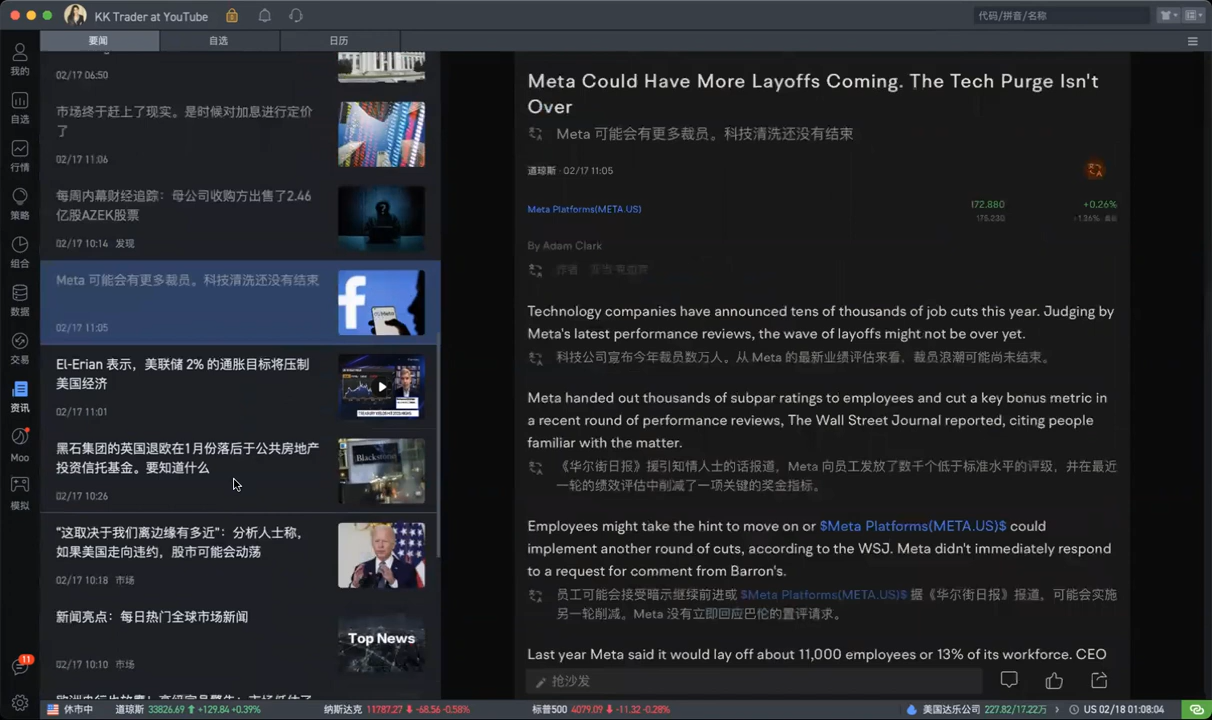 KK Trader at YouTube
代码/拼音/名称
要闻
自选
日历
我的
自选
行情
策略
组合
数据
交易
资讯
Moo
模拟
11
02/17 06:50
市场终于赶上了现实。是时候对加息进行定价
了
02/17 11:06
每周内幕财经追踪：母公司收购方出售了2.46
亿股AZEK股票
02/17 10:14 发现
Meta 可能会有更多裁员。科技清洗还没有结束
02/17 11:05
El-Erian 表示，美联储 2% 的通胀目标将压制
美国经济
02/17 11:01
黑石集团的英国退欧在1月份落后于公共房地产
投资信托基金。要知道什么
Blackstone
02/17 10:26
“这取决于我们离边缘有多近”：分析人士称，
如果美国走向违约，股市可能会动荡
02/17 10:18 市场
新闻亮点：每日热门全球市场新闻
Top News
02/17 10:10 市场
Meta Could Have More Layoffs Coming. The Tech Purge Isn't
Over
Meta 可能会有更多裁员。科技清洗还没有结束
道琼斯 · 02/17 11:05
Meta Platforms(META.US)
172.880
+0.26%
175.230
By Adam Clark
Technology companies have announced tens of thousands of job cuts this year. Judging by
Meta's latest performance reviews, the wave of layoffs might not be over yet.
科技公司宣布今年裁员数万人。从 Meta 的最新业绩评估来看，裁员浪潮可能尚未结束。
Meta handed out thousands of subpar ratings to employees and cut a key bonus metric in
a recent round of performance reviews, The Wall Street Journal reported, citing people
familiar with the matter.
《华尔街日报》援引知情人士的话报道，Meta 向员工发放了数千个低于标准水平的评级，并在最近
一轮的绩效评估中削减了一项关键的奖金指标。
Employees might take the hint to move on or $Meta Platforms(META.US)$ could
implement another round of cuts, according to the WSJ. Meta didn't immediately respond
to a request for comment from Barron's.
员工可能会接受暗示继续前进或 $Meta Platforms(META.US)$ 据《华尔街日报》报道，可能会实施
另一轮削减。Meta 没有立即回应巴伦的置评请求。
Last year Meta said it would lay off about 11,000 employees or 13% of its workforce. CEO
抢沙发
休市中 道琼斯 33826.69 +129.84 +0.39% 纳斯达克 11787.27 -68.56 -0.58% 标普500 4079.09 -11.32 -0.28% 美国达乐公司 227.82/17.22万 US 02/18 01:08:04